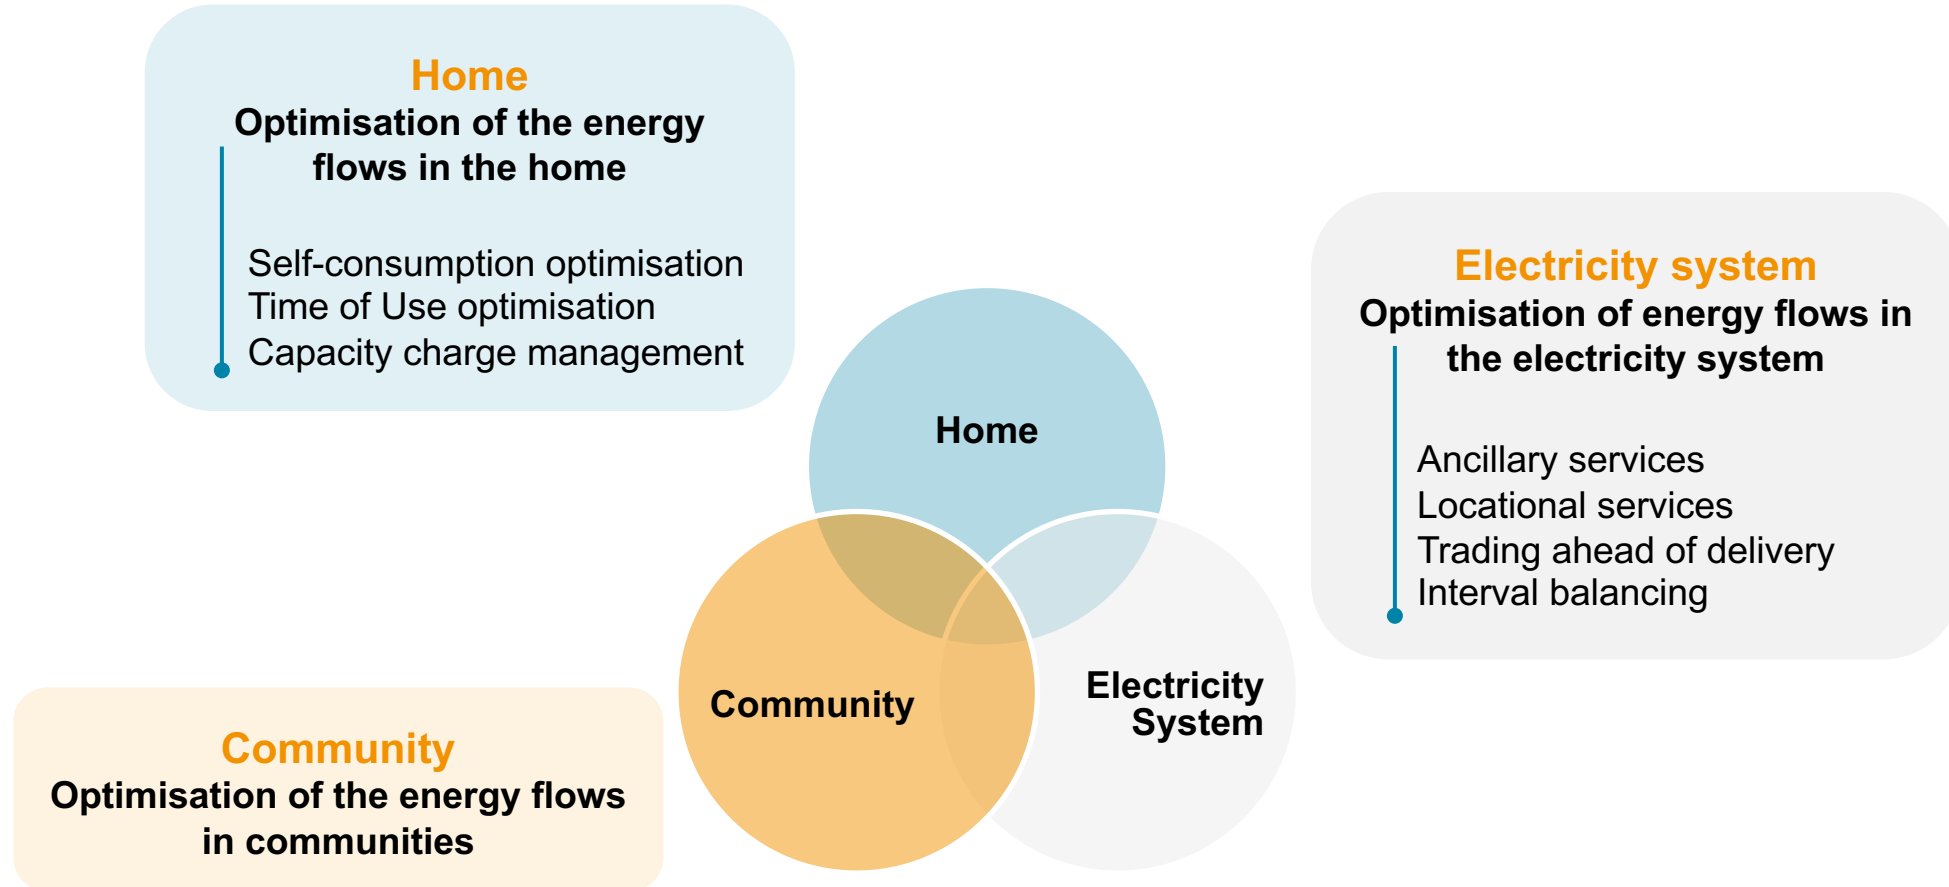 Home
Optimisation of the energy
flows in the home
Self-consumption optimisation
Time of Use optimisation
Capacity charge management
Electricity system
Optimisation of energy flows in
the electricity system
Ancillary services
Locational services
Trading ahead of delivery
Interval balancing
Home
Community
Electricity
System
Community
Optimisation of the energy flows
in communities